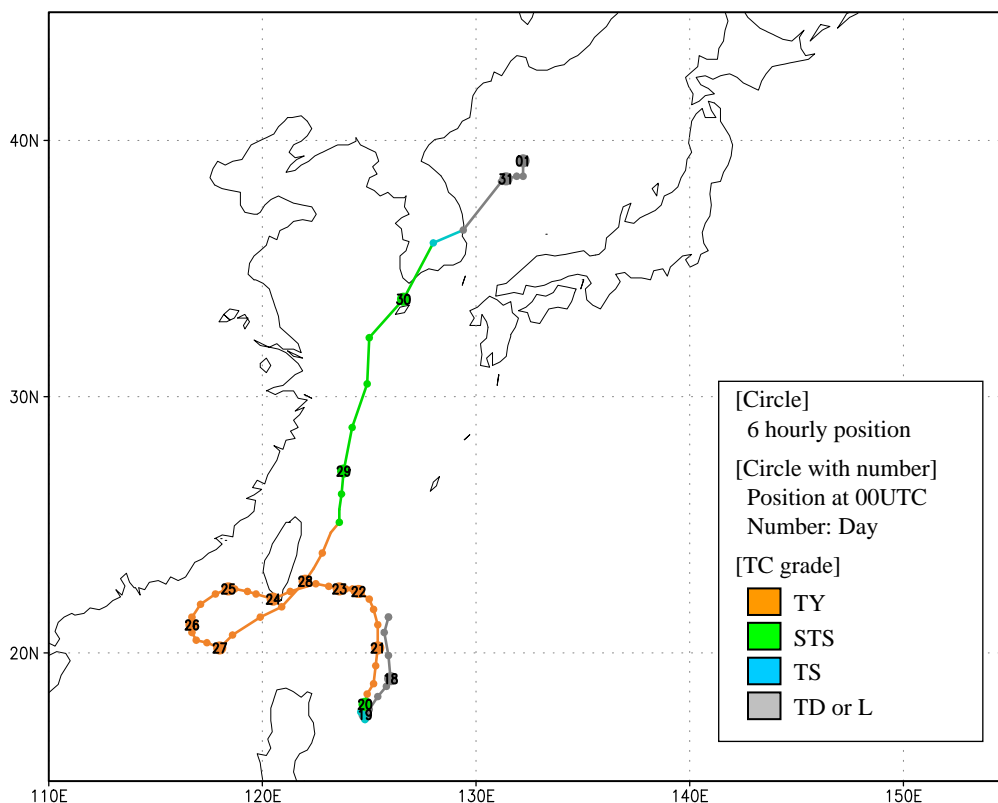 40N
30N
20N
110E
120E
130E
140E
150E
01
31
30
29
28
25
24
23
22
26
27
21
18
20
19
[Circle]
6 hourly position
[Circle with number]
Position at 00UTC
Number: Day
[TC grade]
TY
STS
TS
TD or L